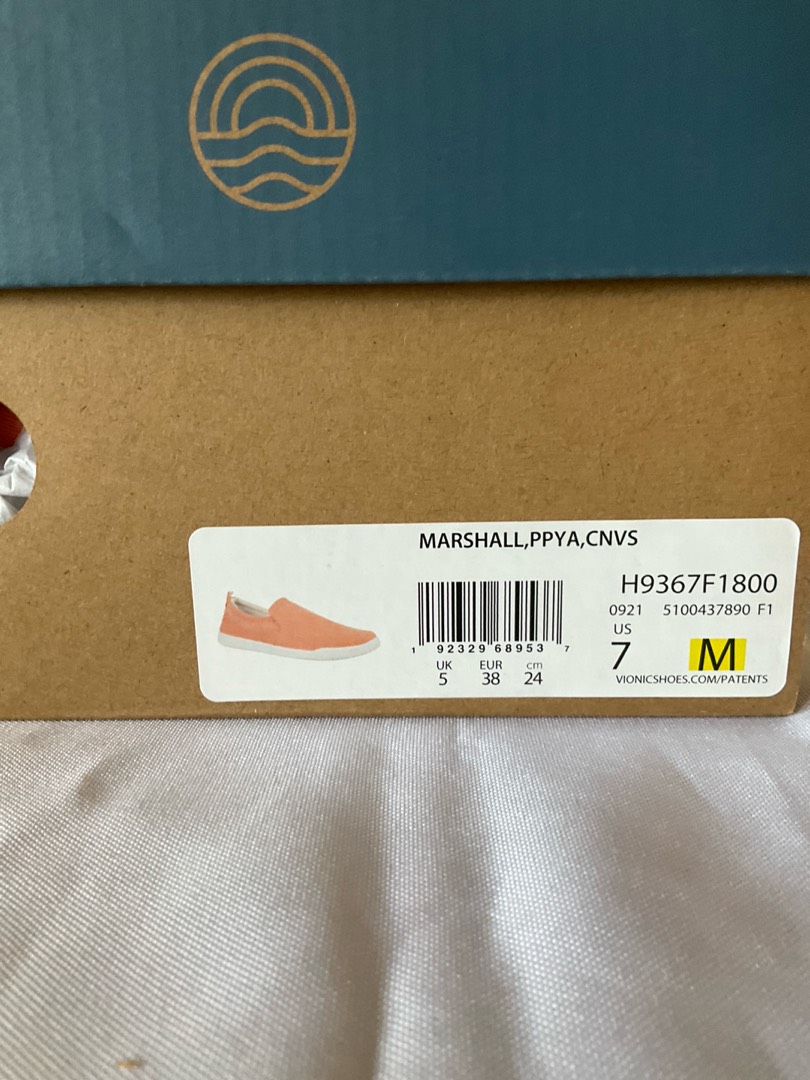 MARSHALL,PPYA,CNVS
H9367F1800
0921 5100437890 F1
1 92329 68953 7
UK EUR cm
5 38 24
US
7 M
VIONICSHOES.COM/PATENTS